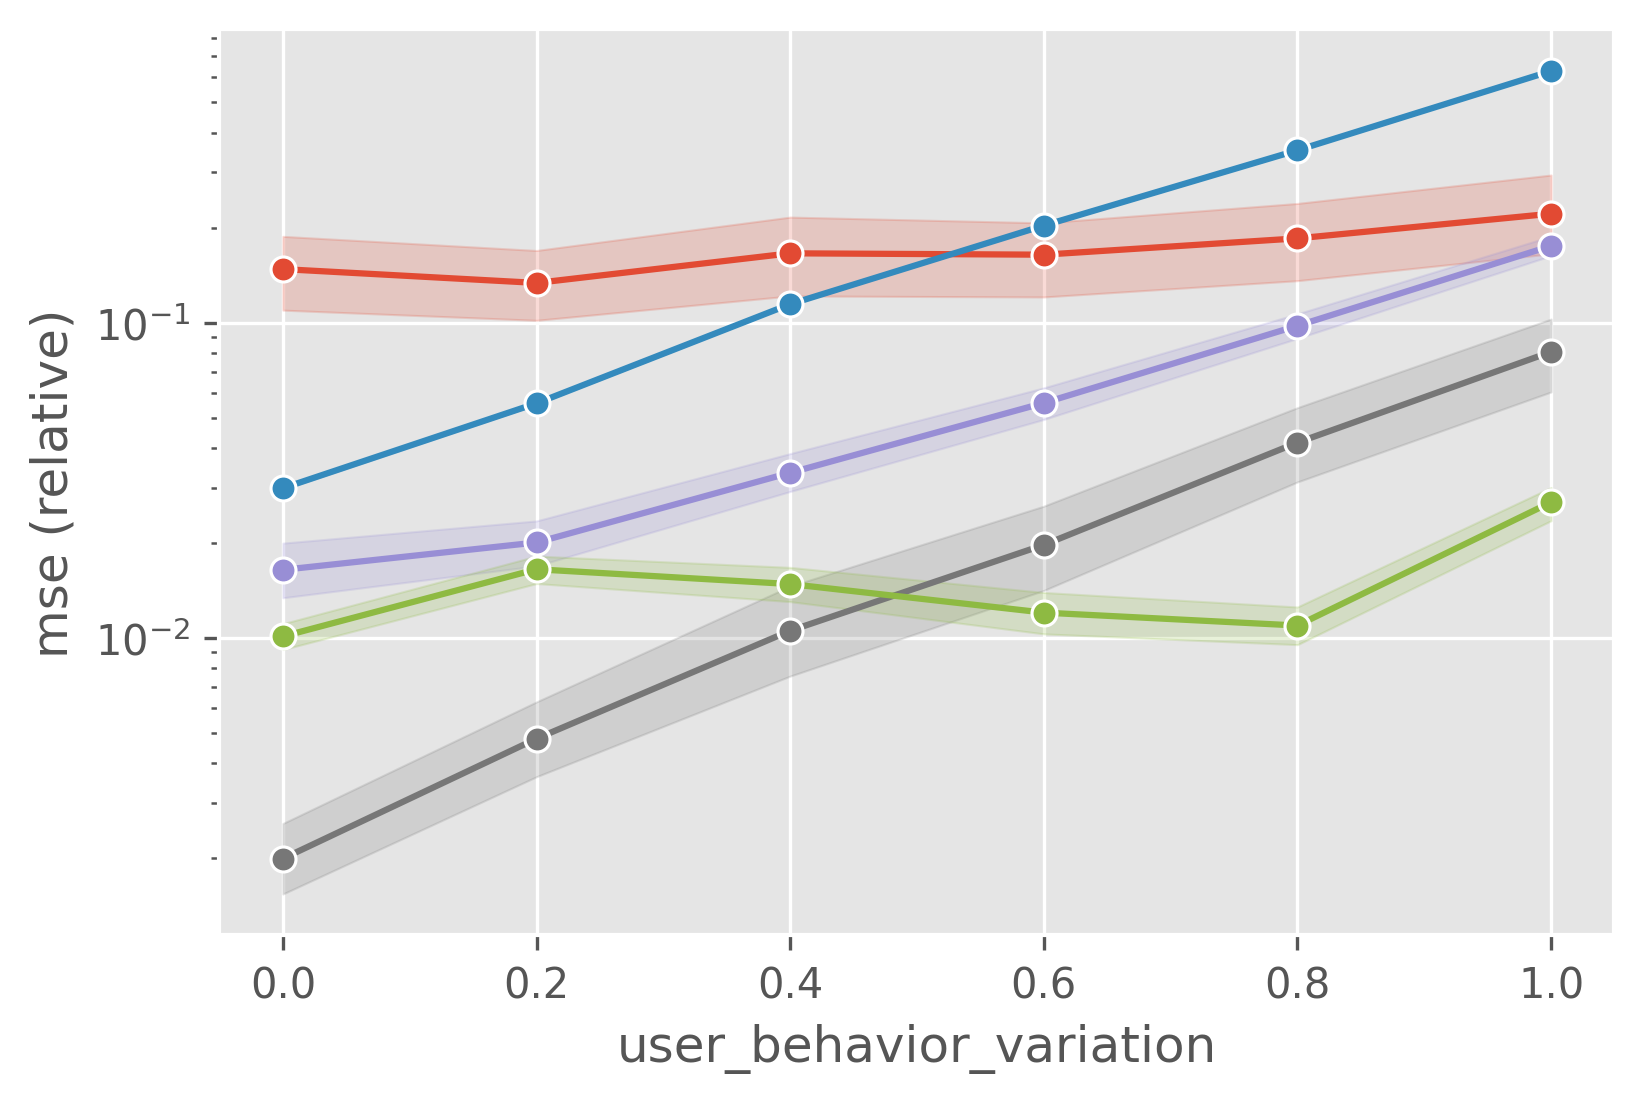 mse (relative)
10⁻¹
10⁻²
0.0 0.2 0.4 0.6 0.8 1.0
user_behavior_variation